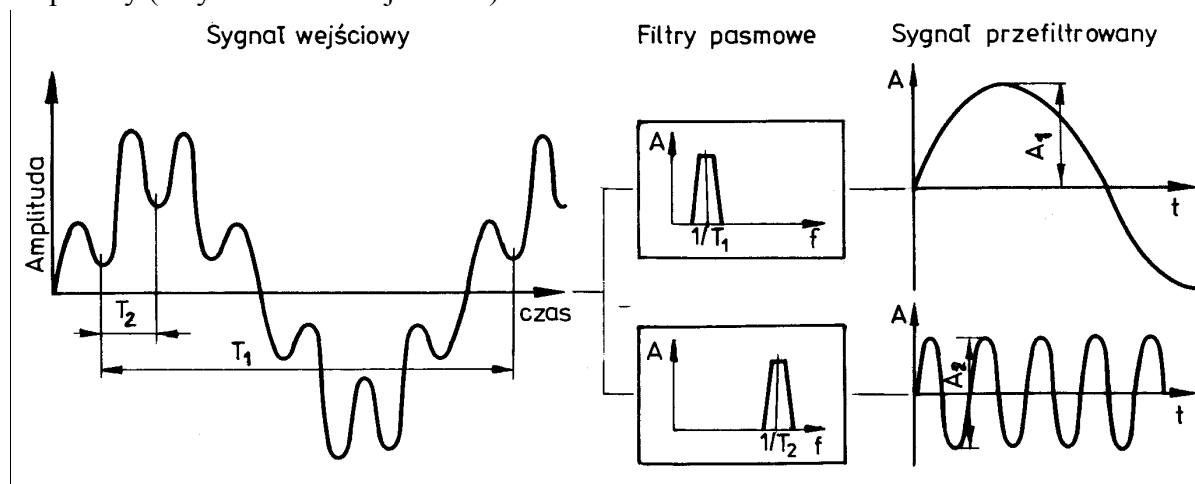 Sygnał wejściowy
Filtry pasmowe
Sygnał przefiltrowany
Amplituda
T₂
T₁
czas
A
1/T₁
f
A
1/T₂
f
A
A₁
t
A
A₂
t